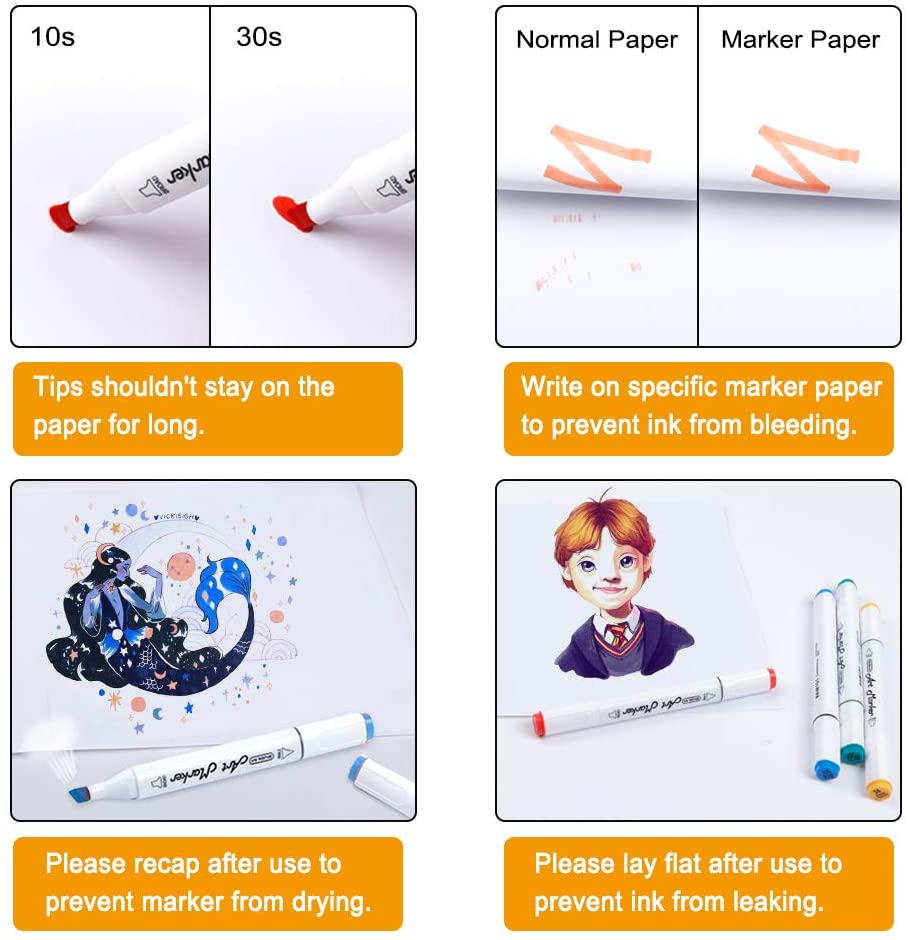 10s
30s
arker
BROAD
Normal Paper
Marker Paper
Tips shouldn't stay on the
paper for long.
Write on specific marker paper
to prevent ink from bleeding.
♥VICKISIGH♥
Art Marker
Art Marker
Art Marker
Please recap after use to
prevent marker from drying.
Please lay flat after use to
prevent ink from leaking.